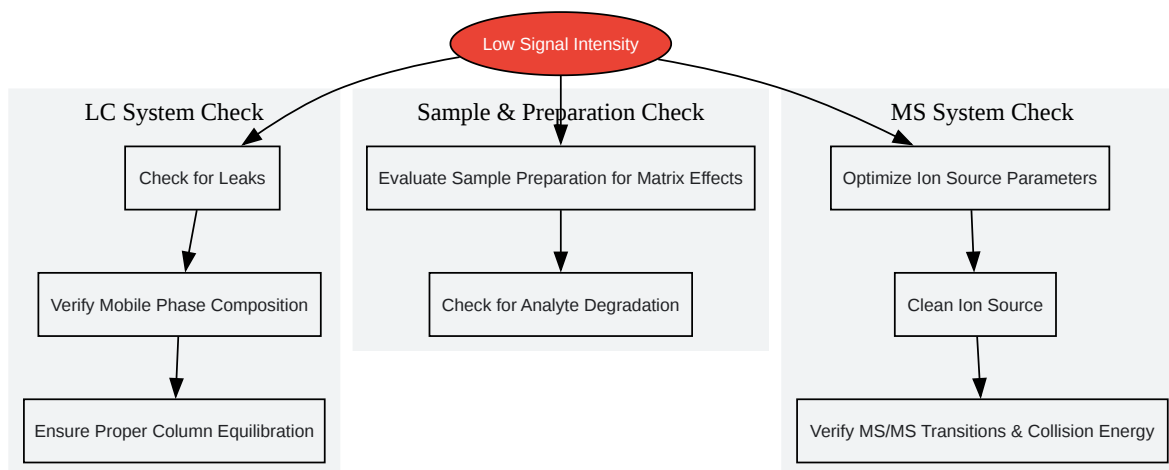 Low Signal Intensity
LC System Check
Sample & Preparation Check
MS System Check
Check for Leaks
Evaluate Sample Preparation for Matrix Effects
Optimize Ion Source Parameters
Verify Mobile Phase Composition
Check for Analyte Degradation
Clean Ion Source
Ensure Proper Column Equilibration
Verify MS/MS Transitions & Collision Energy